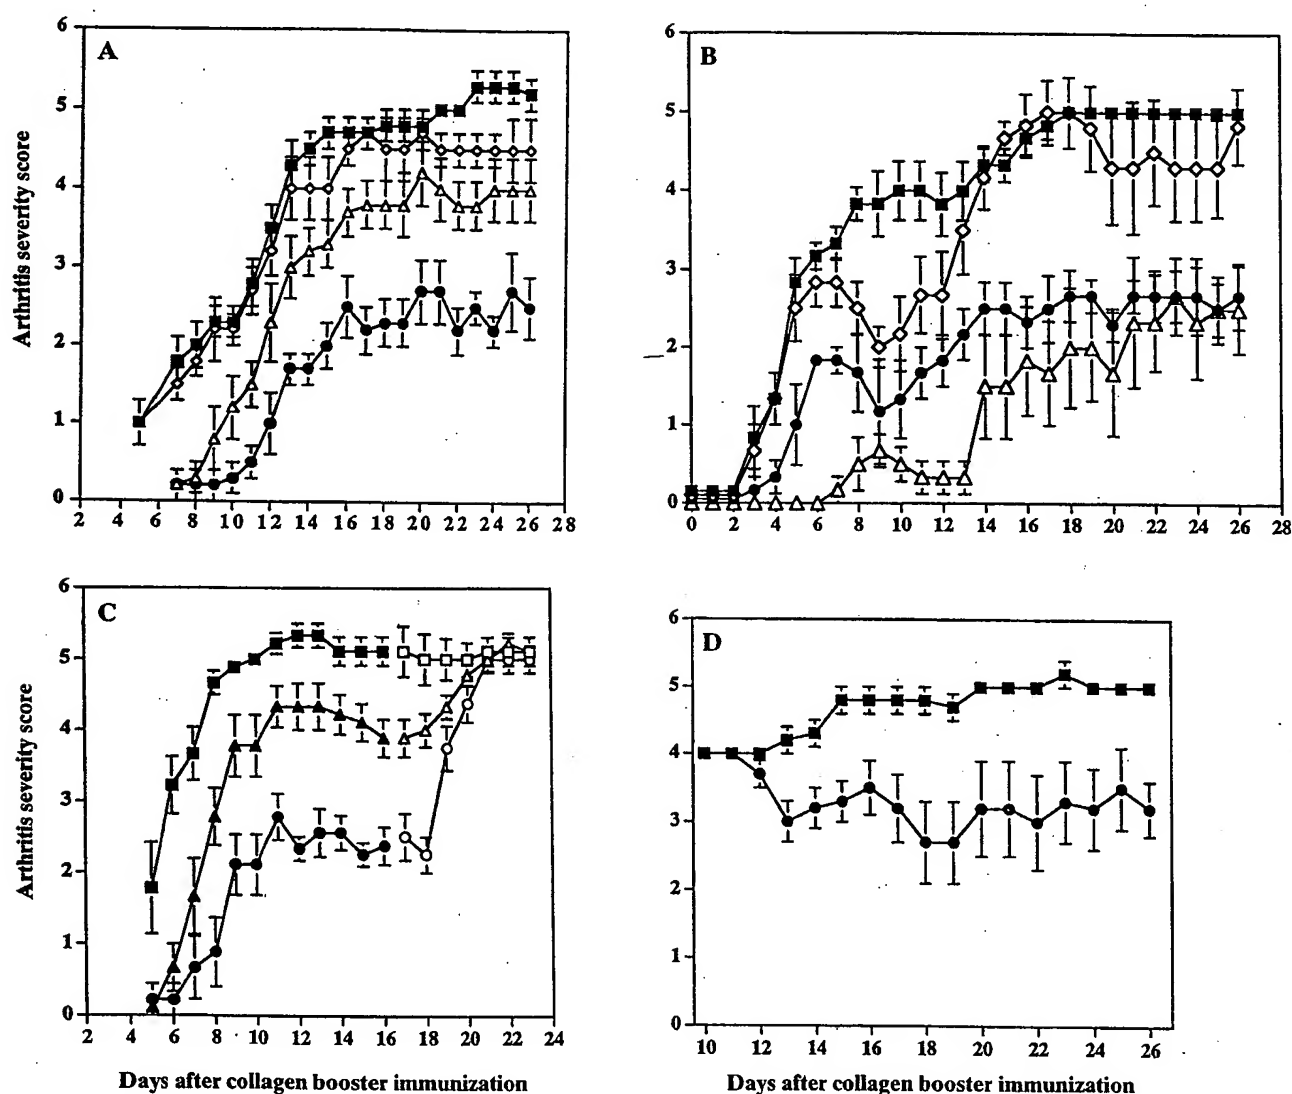 A
Arthritis severity score
6
5
4
3
2
1
0
2 4 6 8 10 12 14 16 18 20 22 24 26 28
B
6
5
4
3
2
1
0
0 2 4 6 8 10 12 14 16 18 20 22 24 26 28
C
Arthritis severity score
6
5
4
3
2
1
0
2 4 6 8 10 12 14 16 18 20 22 24
Days after collagen booster immunization
D
6
5
4
3
2
1
0
10 12 14 16 18 20 22 24 26
Days after collagen booster immunization